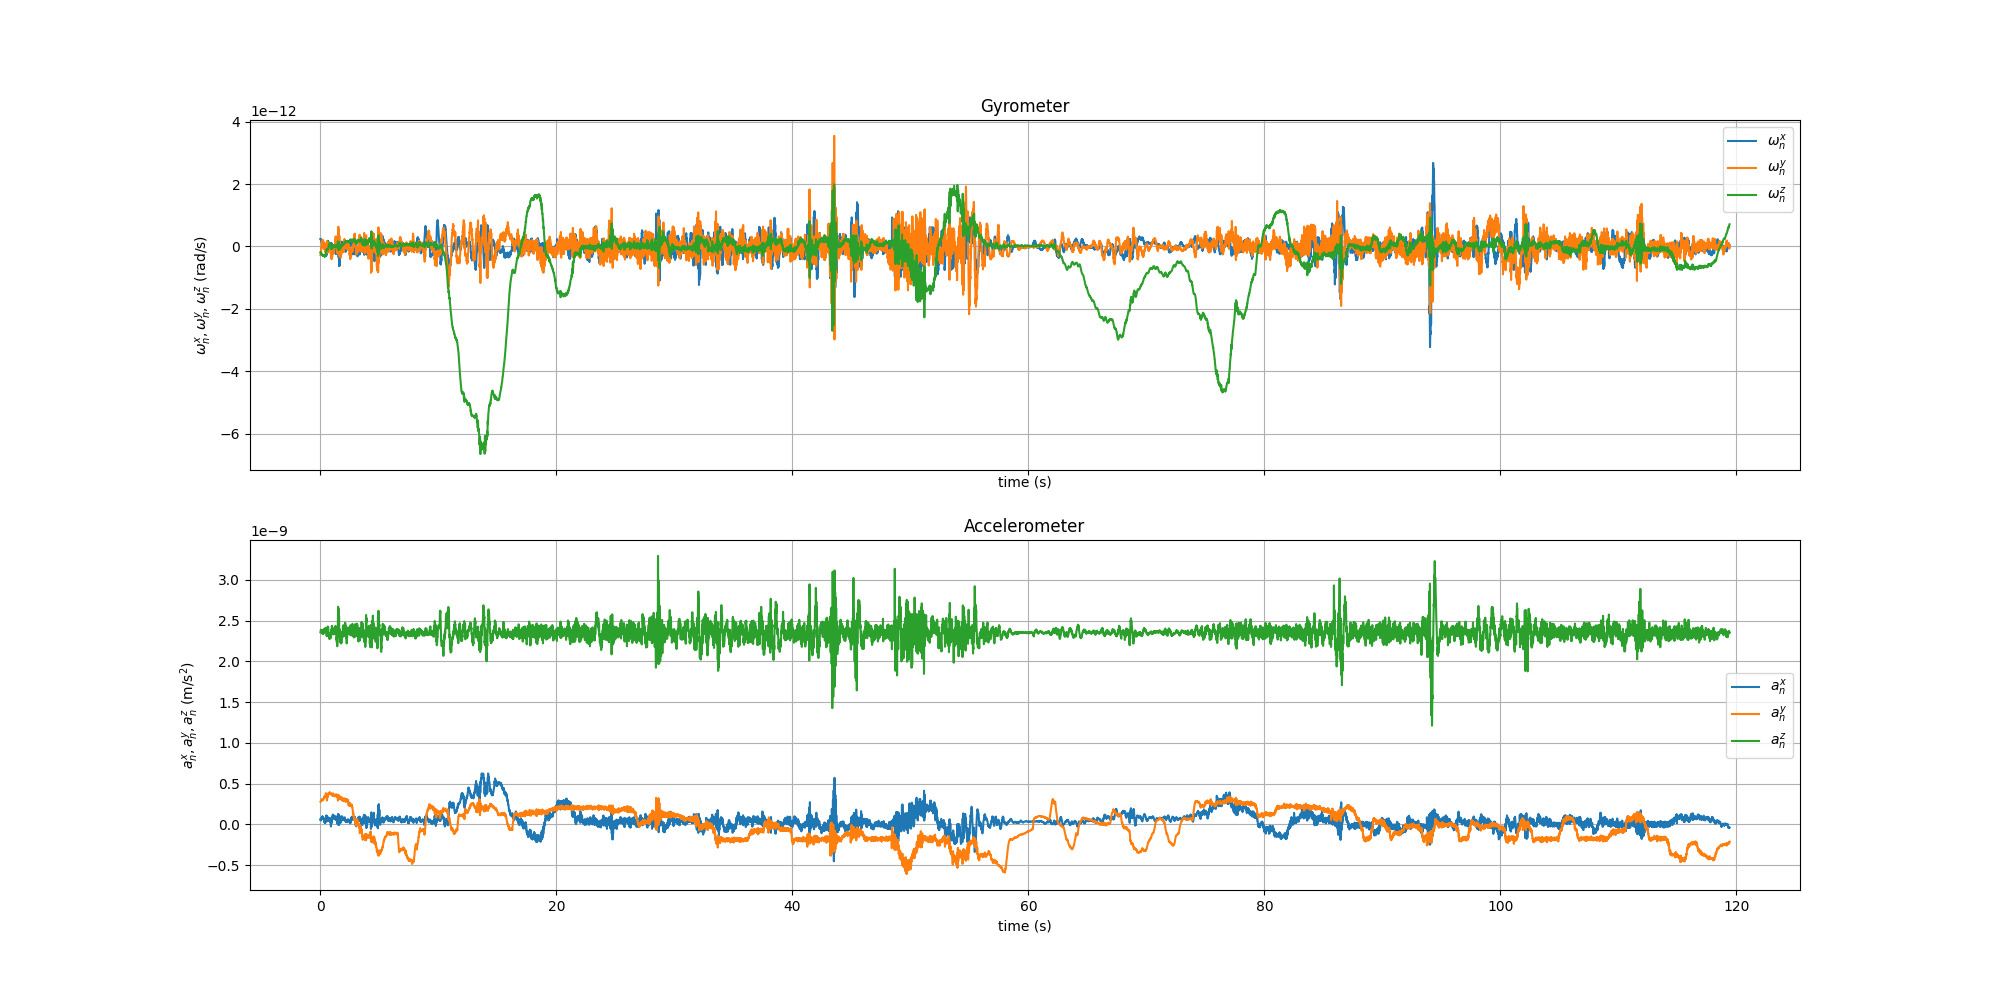 Gyrometer
1e−12
4
2
0
−2
−4
−6
ω_n^x, ω_n^y, ω_n^z (rad/s)
ω_n^x
ω_n^y
ω_n^z
time (s)
Accelerometer
1e−9
3.0
2.5
2.0
1.5
1.0
0.5
0.0
−0.5
a_n^x, a_n^y, a_n^z (m/s²)
a_n^x
a_n^y
a_n^z
0 20 40 60 80 100 120
time (s)